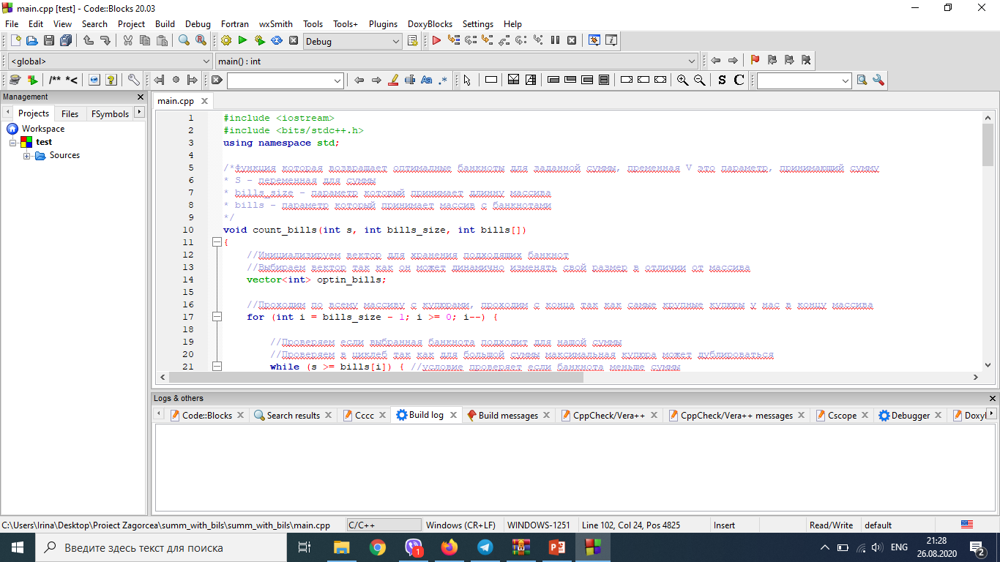 main.cpp [test] - Code::Blocks 20.03
File Edit View Search Project Build Debug Fortran wxSmith Tools Tools+ Plugins DoxyBlocks Settings Help
Debug
<global> main() : int
/** *< Aa .* S C
Management
Projects Files FSymbols
Workspace
test
Sources
main.cpp
1 #include <iostream>
2 #include <bits/stdc++.h>
3 using namespace std;
4
5 /*Функция которая возвращает оптималные банкноты для заданной суммы, пременная V это параметр, принимающий сумму
6 * S - переменная для суммы
7 * bills_size - параметр который принимает длинну массива
8 * bills - параметр который принимает массив с банкнотами
9 */
10 void count_bills(int s, int bills_size, int bills[])
11 {
12 //Инициализируем вектор для хранения подходящих банкнот
13 //Выбираем вектор так как он может динамично изменять свой размер в отличии от массива
14 vector<int> optin_bills;
15
16 //Проходим по всему массиву с купюрами, проходим с конца так как самые крупные купюры у нас в концу массива
17 for (int i = bills_size - 1; i >= 0; i--) {
18
19 //Проверяем если выбранная банкнота подходит для нашой суммы
20 //Проверяем в циклеб так как для большой суммы максимальная купюра может дублироваться
21 while (s >= bills[i]) { //условие проверяет если банкнота меньше суммы
Logs & others
Code::Blocks Search results Cccc Build log Build messages CppCheck/Vera++ CppCheck/Vera++ messages Cscope Debugger Doxyl
C:\Users\Irina\Desktop\Proiect Zagorcea\summ_with_bils\summ_with_bils\main.cpp C/C++ Windows (CR+LF) WINDOWS-1251 Line 102, Col 24, Pos 4825 Insert Read/Write default
Введите здесь текст для поиска 1 ENG 21:28 2
26.08.2020